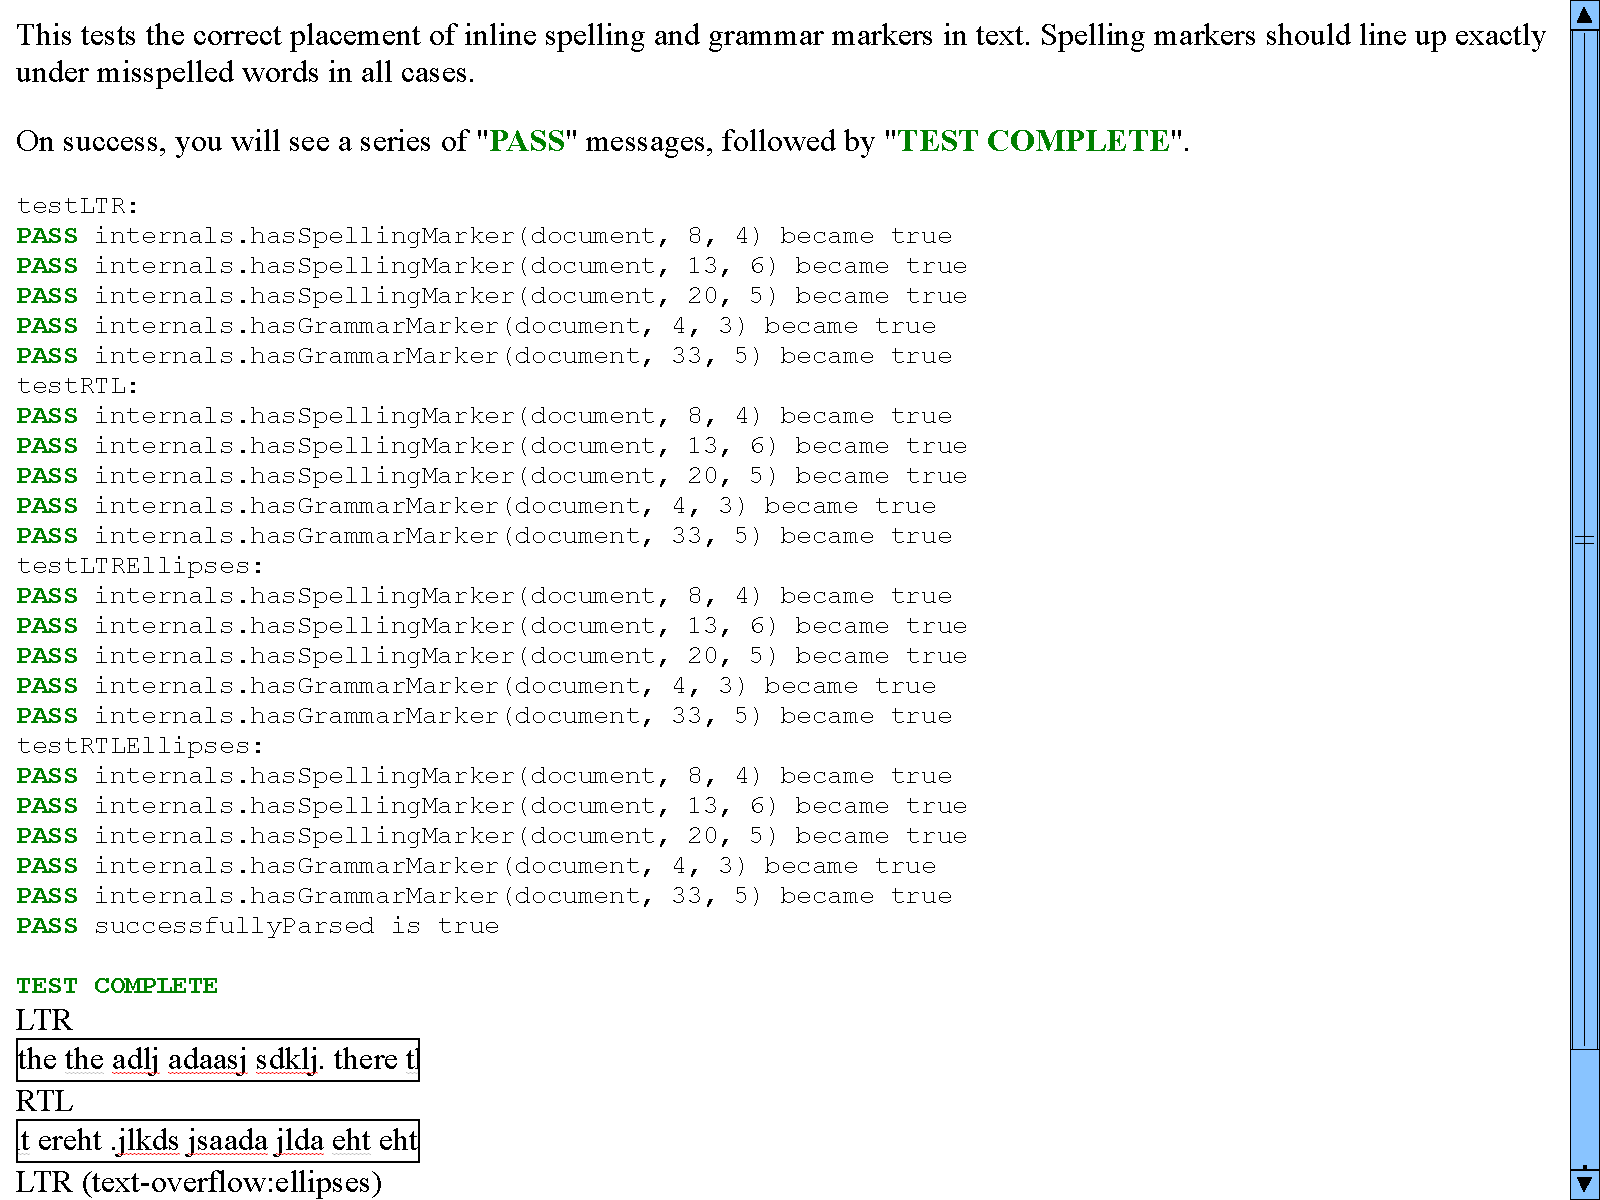 This tests the correct placement of inline spelling and grammar markers in text. Spelling markers should line up exactly
under misspelled words in all cases.
On success, you will see a series of "PASS" messages, followed by "TEST COMPLETE".
testLTR:
PASS internals.hasSpellingMarker(document, 8, 4) became true
PASS internals.hasSpellingMarker(document, 13, 6) became true
PASS internals.hasSpellingMarker(document, 20, 5) became true
PASS internals.hasGrammarMarker(document, 4, 3) became true
PASS internals.hasGrammarMarker(document, 33, 5) became true
testRTL:
PASS internals.hasSpellingMarker(document, 8, 4) became true
PASS internals.hasSpellingMarker(document, 13, 6) became true
PASS internals.hasSpellingMarker(document, 20, 5) became true
PASS internals.hasGrammarMarker(document, 4, 3) became true
PASS internals.hasGrammarMarker(document, 33, 5) became true
testLTREllipses:
PASS internals.hasSpellingMarker(document, 8, 4) became true
PASS internals.hasSpellingMarker(document, 13, 6) became true
PASS internals.hasSpellingMarker(document, 20, 5) became true
PASS internals.hasGrammarMarker(document, 4, 3) became true
PASS internals.hasGrammarMarker(document, 33, 5) became true
testRTLEllipses:
PASS internals.hasSpellingMarker(document, 8, 4) became true
PASS internals.hasSpellingMarker(document, 13, 6) became true
PASS internals.hasSpellingMarker(document, 20, 5) became true
PASS internals.hasGrammarMarker(document, 4, 3) became true
PASS internals.hasGrammarMarker(document, 33, 5) became true
PASS successfullyParsed is true
TEST COMPLETE
LTR
the the adlj adaasj sdklj. there t
RTL
t ereht .jlkds jsaada jlda eht eht
LTR (text-overflow:ellipses)